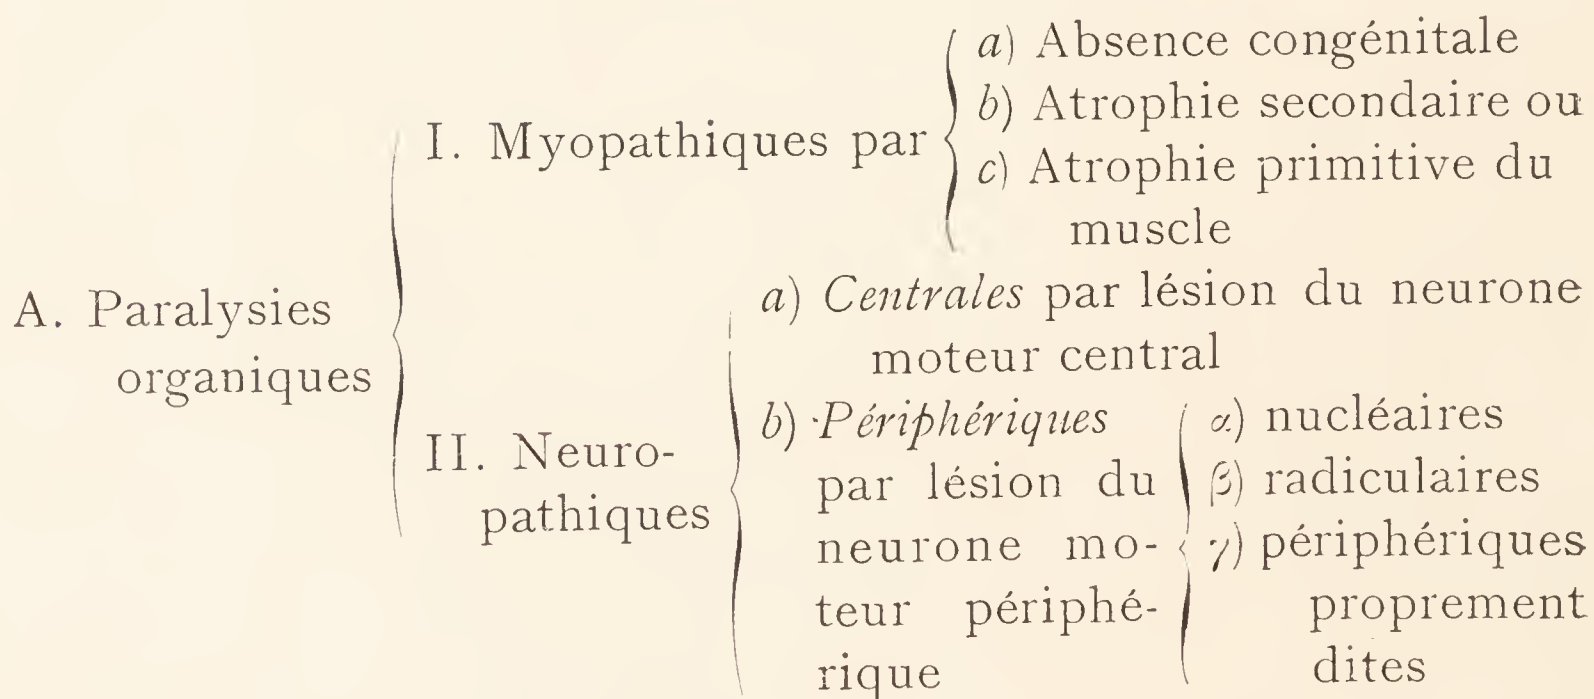 A. Paralysies
organiques
I. Myopathiques par
a) Absence congénitale
b) Atrophie secondaire ou
c) Atrophie primitive du
muscle
II. Neuro-
pathiques
a) Centrales par lésion du neurone
moteur central
b) Périphériques
par lésion du
neurone mo-
teur périphé-
rique
α) nucléaires
β) radiculaires
γ) périphériques
proprement
dites